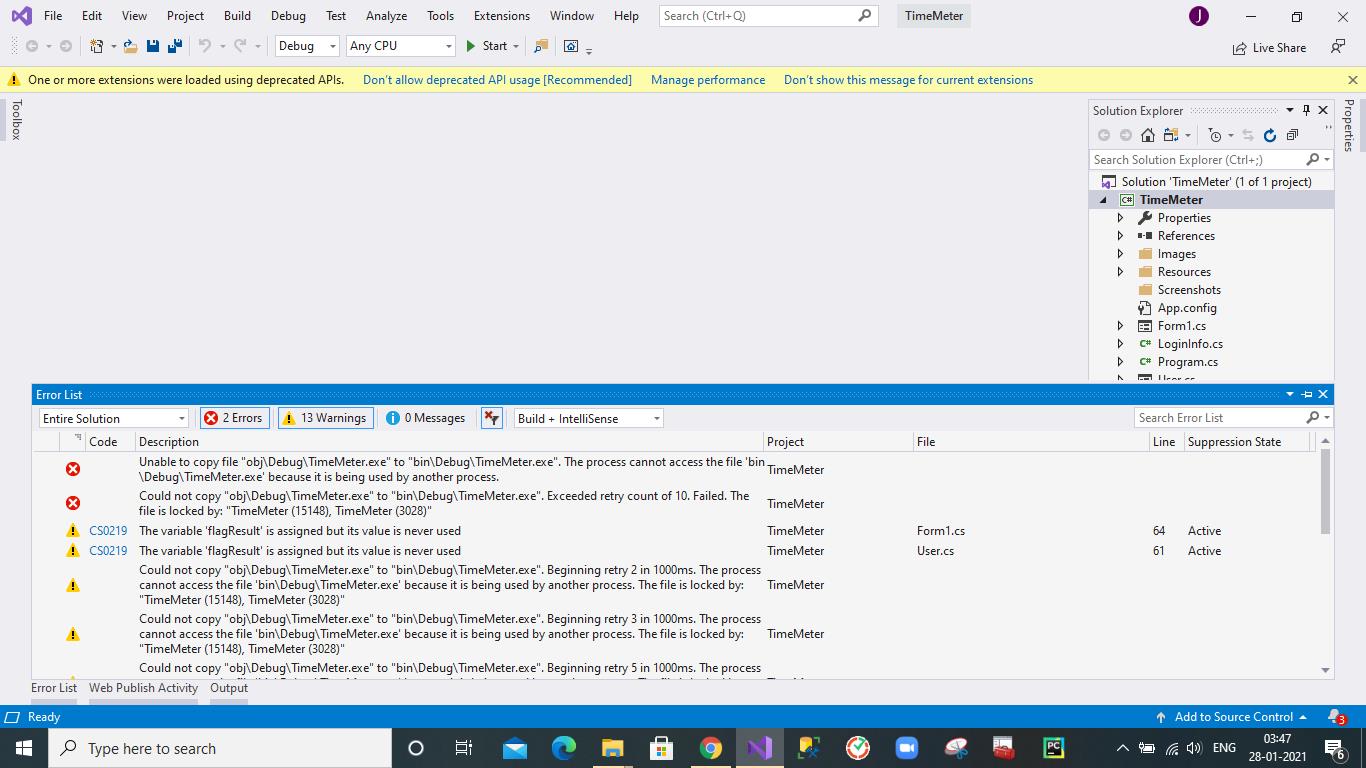 File Edit View Project Build Debug Test Analyze Tools Extensions Window Help Search (Ctrl+Q) TimeMeter J
Debug Any CPU Start Live Share
One or more extensions were loaded using deprecated APIs. Don't allow deprecated API usage [Recommended] Manage performance Don't show this message for current extensions
Toolbox
Properties
Solution Explorer
Search Solution Explorer (Ctrl+;)
Solution 'TimeMeter' (1 of 1 project)
C# TimeMeter
Properties
References
Images
Resources
Screenshots
App.config
Form1.cs
C# LoginInfo.cs
C# Program.cs
User.cs
Error List
Entire Solution 2 Errors 13 Warnings 0 Messages Build + IntelliSense Search Error List
Code Description Project File Line Suppression State
Unable to copy file "obj\Debug\TimeMeter.exe" to "bin\Debug\TimeMeter.exe". The process cannot access the file 'bin
\Debug\TimeMeter.exe' because it is being used by another process.
TimeMeter
Could not copy "obj\Debug\TimeMeter.exe" to "bin\Debug\TimeMeter.exe". Exceeded retry count of 10. Failed. The
file is locked by: "TimeMeter (15148), TimeMeter (3028)"
TimeMeter
CS0219 The variable 'flagResult' is assigned but its value is never used TimeMeter Form1.cs 64 Active
CS0219 The variable 'flagResult' is assigned but its value is never used TimeMeter User.cs 61 Active
Could not copy "obj\Debug\TimeMeter.exe" to "bin\Debug\TimeMeter.exe". Beginning retry 2 in 1000ms. The process
cannot access the file 'bin\Debug\TimeMeter.exe' because it is being used by another process. The file is locked by:
"TimeMeter (15148), TimeMeter (3028)"
TimeMeter
Could not copy "obj\Debug\TimeMeter.exe" to "bin\Debug\TimeMeter.exe". Beginning retry 3 in 1000ms. The process
cannot access the file 'bin\Debug\TimeMeter.exe' because it is being used by another process. The file is locked by:
"TimeMeter (15148), TimeMeter (3028)"
TimeMeter
Could not copy "obj\Debug\TimeMeter.exe" to "bin\Debug\TimeMeter.exe". Beginning retry 5 in 1000ms. The process
Error List Web Publish Activity Output
Ready Add to Source Control 3
Type here to search PC ENG 03:47
28-01-2021 6